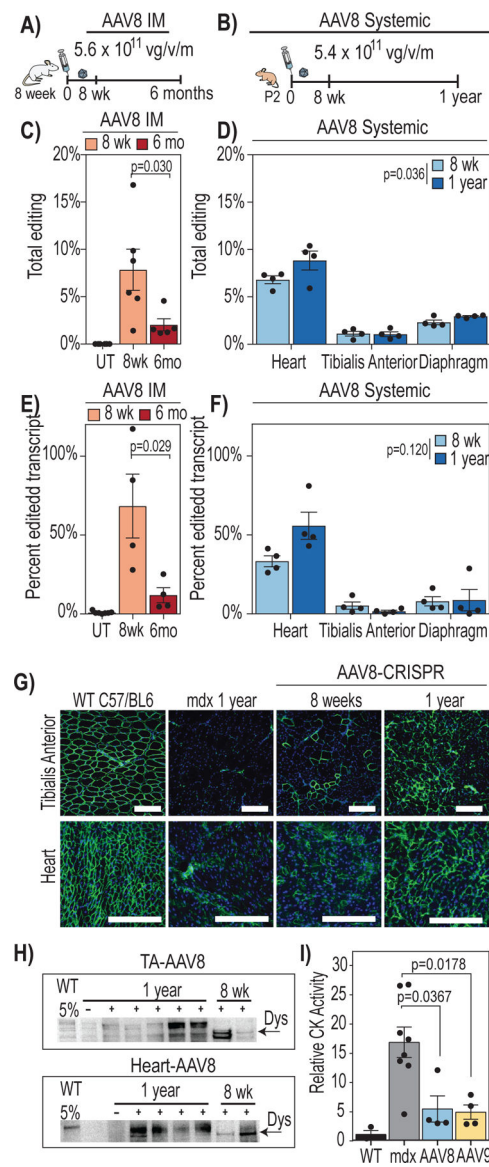 A) AAV8 IM
5.6 x 10¹¹ vg/v/m
8 week 0 8 wk 6 months
B) AAV8 Systemic
5.4 x 10¹¹ vg/v/m
P2 0 8 wk 1 year
C) AAV8 IM
8 wk 6 mo
20%
p=0.030
15%
10%
5%
0%
Total editing
UT 8wk 6mo
D) AAV8 Systemic
20%
p=0.036 8 wk
1 year
15%
10%
5%
0%
Total editing
Heart Tibialis Anterior Diaphragm
E) AAV8 IM
8 wk 6 mo
100%
p=0.029
50%
0%
Percent editedd transcript
UT 8wk 6mo
F) AAV8 Systemic
p=0.120 8 wk
1 year
100%
50%
0%
Percent editedd transcript
Heart Tibialis Anterior Diaphragm
G) AAV8-CRISPR
WT C57/BL6 mdx 1 year 8 weeks 1 year
Tibialis Anterior
Heart
H) TA-AAV8
WT 1 year 8 wk
5% - + + + + + + +
Dys
Heart-AAV8
WT 1 year 8 wk
5% - + + + + + +
Dys
I)
35
30
25
20
15
10
5
0
Relative CK Activity
p=0.0178
p=0.0367
WT mdx AAV8 AAV9